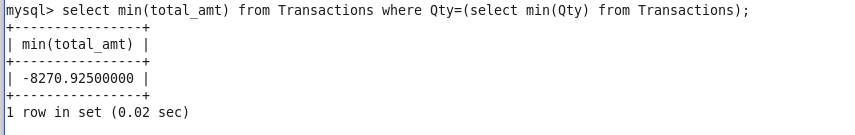 mysql> select min(total_amt) from Transactions where Qty=(select min(Qty) from Transactions);
+----------------+
| min(total_amt) |
+----------------+
| -8270.92500000 |
+----------------+
1 row in set (0.02 sec)